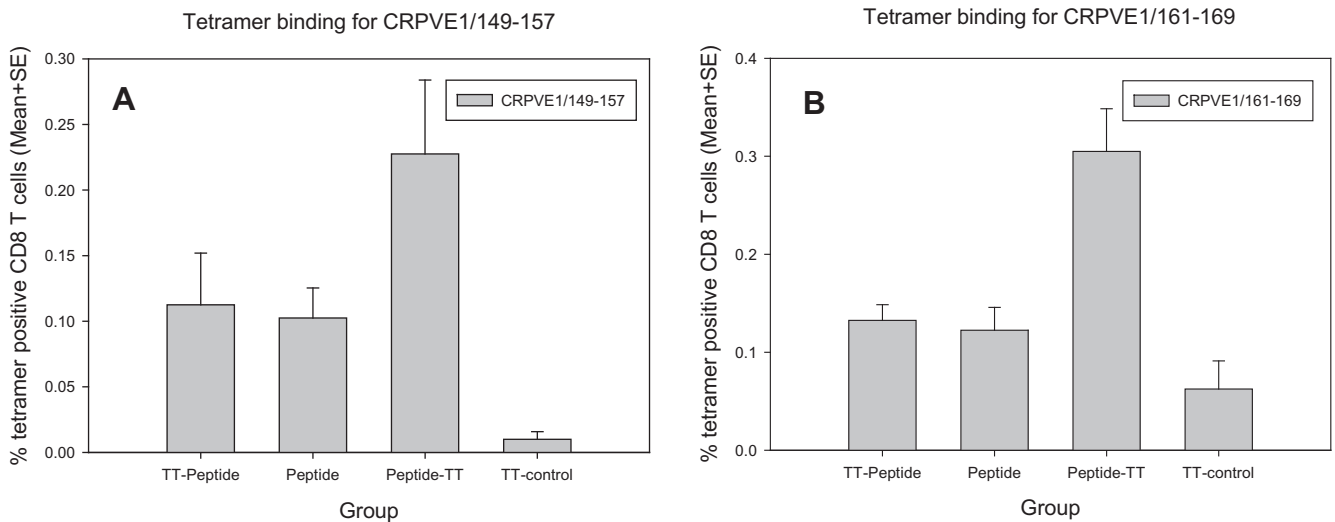 Tetramer binding for CRPVE1/149-157
% tetramer positive CD8 T cells (Mean+SE)
0.30
0.25
0.20
0.15
0.10
0.05
0.00
A
CRPVE1/149-157
TT-Peptide
Peptide
Peptide-TT
TT-control
Group
Tetramer binding for CRPVE1/161-169
% tetramer positive CD8 T cells (Mean+SE)
0.4
0.3
0.2
0.1
0.0
B
CRPVE1/161-169
TT-Peptide
Peptide
Peptide-TT
TT-control
Group